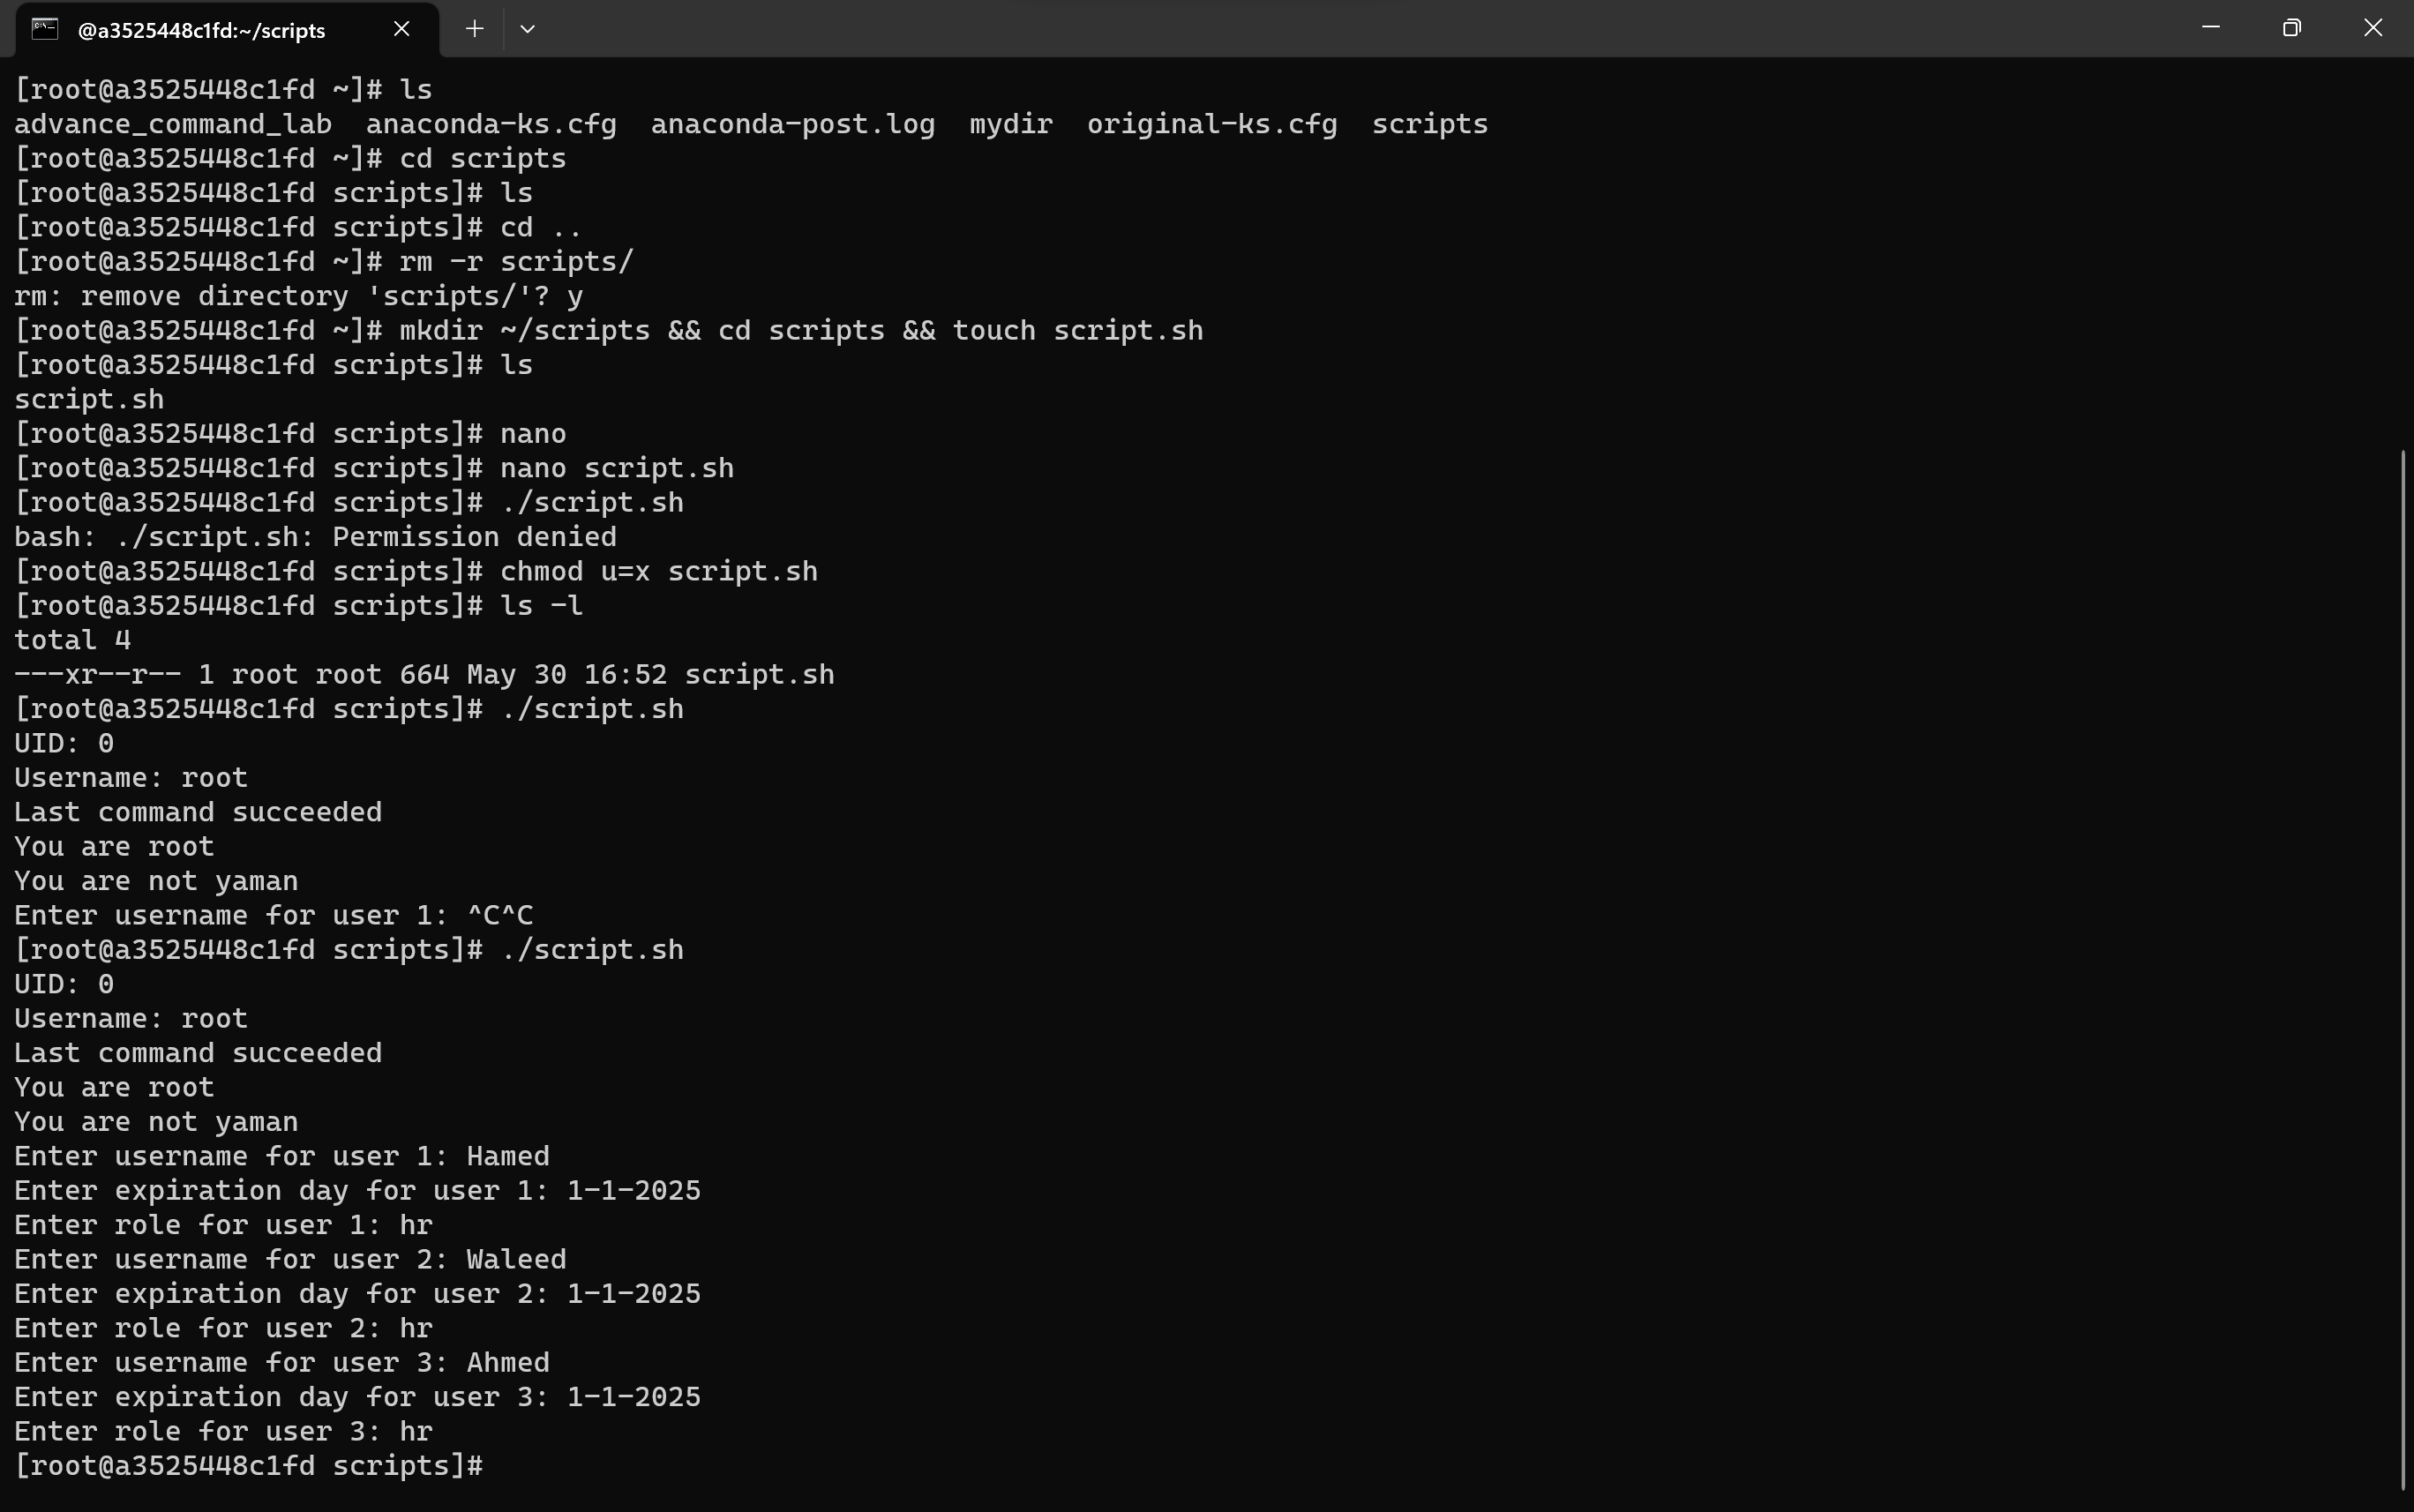 @a3525448c1fd:~/scripts
[root@a3525448c1fd ~]# ls
advance_command_lab  anaconda-ks.cfg  anaconda-post.log  mydir  original-ks.cfg  scripts
[root@a3525448c1fd ~]# cd scripts
[root@a3525448c1fd scripts]# ls
[root@a3525448c1fd scripts]# cd ..
[root@a3525448c1fd ~]# rm -r scripts/
rm: remove directory 'scripts/'? y
[root@a3525448c1fd ~]# mkdir ~/scripts && cd scripts && touch script.sh
[root@a3525448c1fd scripts]# ls
script.sh
[root@a3525448c1fd scripts]# nano
[root@a3525448c1fd scripts]# nano script.sh
[root@a3525448c1fd scripts]# ./script.sh
bash: ./script.sh: Permission denied
[root@a3525448c1fd scripts]# chmod u=x script.sh
[root@a3525448c1fd scripts]# ls -l
total 4
---xr--r-- 1 root root 664 May 30 16:52 script.sh
[root@a3525448c1fd scripts]# ./script.sh
UID: 0
Username: root
Last command succeeded
You are root
You are not yaman
Enter username for user 1: ^C^C
[root@a3525448c1fd scripts]# ./script.sh
UID: 0
Username: root
Last command succeeded
You are root
You are not yaman
Enter username for user 1: Hamed
Enter expiration day for user 1: 1-1-2025
Enter role for user 1: hr
Enter username for user 2: Waleed
Enter expiration day for user 2: 1-1-2025
Enter role for user 2: hr
Enter username for user 3: Ahmed
Enter expiration day for user 3: 1-1-2025
Enter role for user 3: hr
[root@a3525448c1fd scripts]#